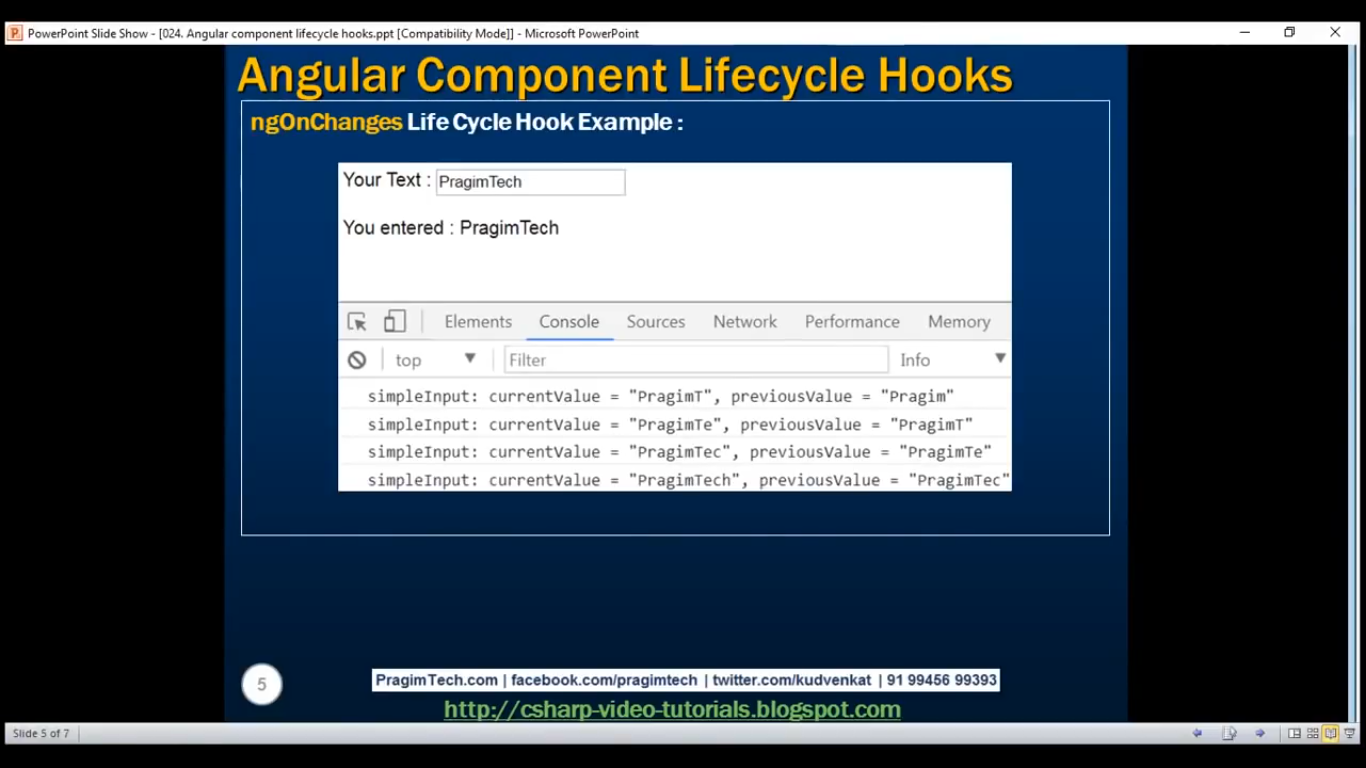 PowerPoint Slide Show - [024. Angular component lifecycle hooks.ppt [Compatibility Mode]] - Microsoft PowerPoint
Angular Component Lifecycle Hooks
ngOnChanges Life Cycle Hook Example :
Your Text : PragimTech
You entered : PragimTech
Elements Console Sources Network Performance Memory
top Filter Info
simpleInput: currentValue = "PragimT", previousValue = "Pragim"
simpleInput: currentValue = "PragimTe", previousValue = "PragimT"
simpleInput: currentValue = "PragimTec", previousValue = "PragimTe"
simpleInput: currentValue = "PragimTech", previousValue = "PragimTec"
5
PragimTech.com | facebook.com/pragimtech | twitter.com/kudvenkat | 91 99456 99393
http://csharp-video-tutorials.blogspot.com
Slide 5 of 7